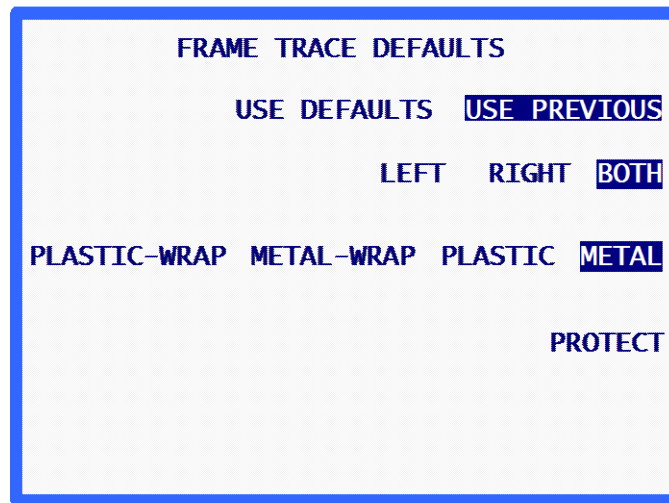 FRAME TRACE DEFAULTS
USE DEFAULTS USE PREVIOUS
LEFT RIGHT BOTH
PLASTIC-WRAP METAL-WRAP PLASTIC METAL
PROTECT